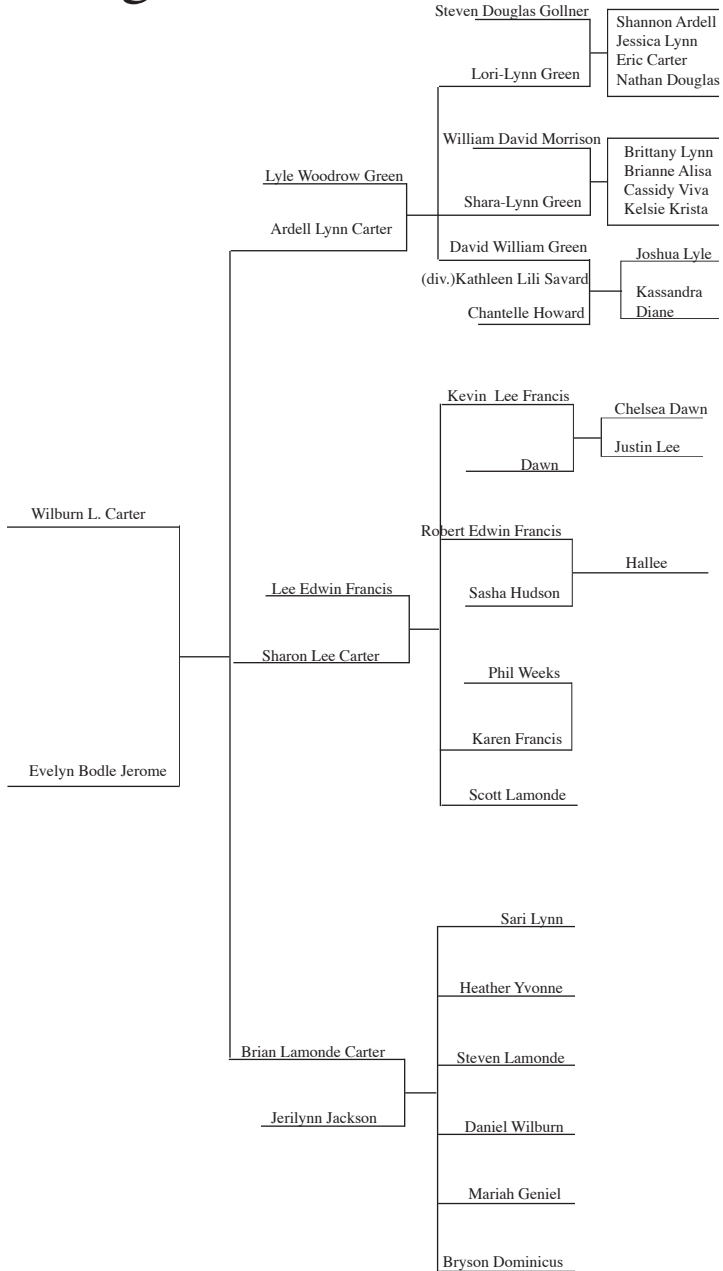 Steven Douglas Gollner
Shannon Ardell
Jessica Lynn
Eric Carter
Nathan Douglas
Lori-Lynn Green
William David Morrison
Brittany Lynn
Brianne Alisa
Cassidy Viva
Kelsie Krista
Lyle Woodrow Green
Shara-Lynn Green
Ardell Lynn Carter
David William Green
Joshua Lyle
(div.)Kathleen Lili Savard
Kassandra
Diane
Chantelle Howard
Kevin Lee Francis
Chelsea Dawn
Justin Lee
Dawn
Wilburn L. Carter
Robert Edwin Francis
Hallee
Lee Edwin Francis
Sasha Hudson
Sharon Lee Carter
Phil Weeks
Karen Francis
Evelyn Bodle Jerome
Scott Lamonde
Sari Lynn
Heather Yvonne
Brian Lamonde Carter
Steven Lamonde
Jerilynn Jackson
Daniel Wilburn
Mariah Geniel
Bryson Dominicus